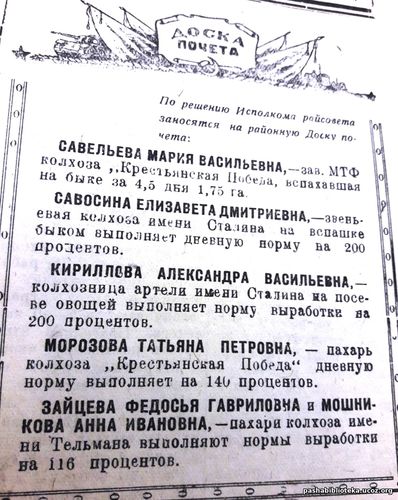 ДОСКА
ПОЧЕТА
По решению Исполкома райсовета
заносятся на районную Доску по-
чета:
САВЕЛЬЕВА МАРИЯ ВАСИЛЬЕВНА,—зав. МТФ
колхоза „Крестьянская Победа, вспахавшая
на быке за 4,5 дня 1,75 га.
САВОСИНА ЕЛИЗАВЕТА ДМИТРИЕВНА,—звень-
евая колхоза имени Сталина на вспашке
быком выполняет дневную норму на 200
процентов.
КИРИЛЛОВА АЛЕКСАНДРА ВАСИЛЬЕВНА,—
колхозница артели имени Сталина на посе-
ве овощей выполняет норму выработки на
200 процентов.
МОРОЗОВА ТАТЬЯНА ПЕТРОВНА, — пахарь
колхоза „Крестьянская Победа“ дневную
норму выполняет на 140 процентов.
ЗАЙЦЕВА ФЕДОСЬЯ ГАВРИЛОВНА и МОШНИ-
КОВА АННА ИВАНОВНА,—пахари колхоза име-
ни Тельмана выполняют нормы выработки
на 116 процентов.
pashabiblioteka.ucoz.org